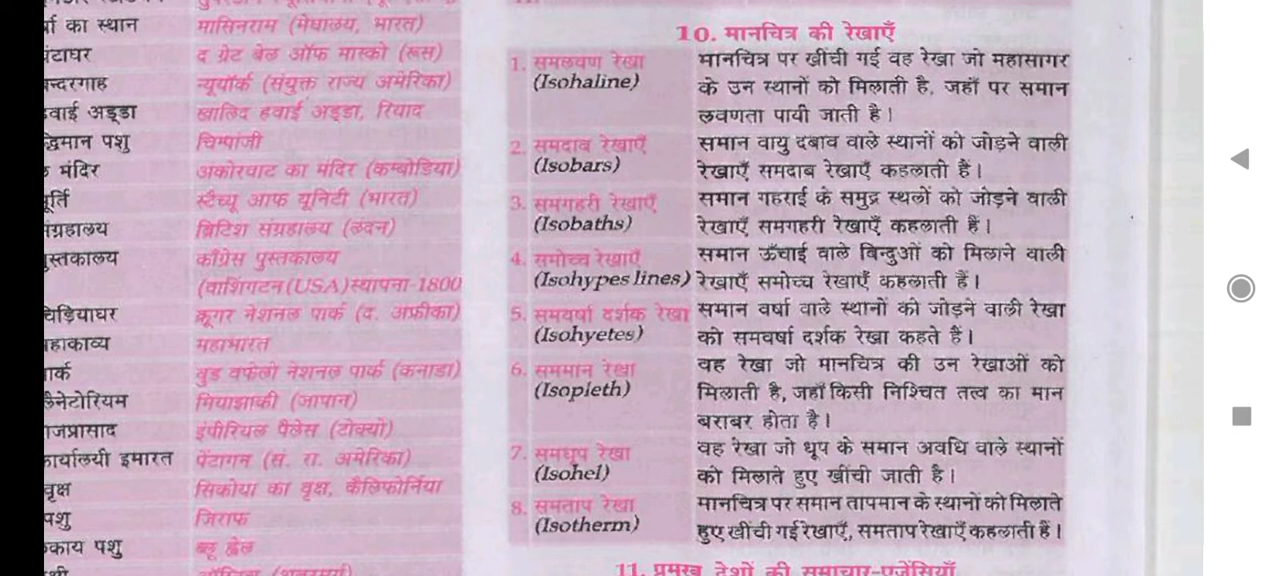 र्षा का स्थान मासिनराम (मेघालय, भारत)
घंटाघर द ग्रेट बेल ऑफ मास्को (रूस)
बन्दरगाह न्यूयॉर्क (संयुक्त राज्य अमेरिका)
हवाई अड्डा खालिद हवाई अड्डा, रियाद
द्धिमान पशु चिम्पांजी
मंदिर अंकोरवाट का मंदिर (कम्बोडिया)
मूर्ति स्टैच्यू आफ यूनिटी (भारत)
संग्रहालय ब्रिटिश संग्रहालय (लंदन)
पुस्तकालय काँग्रेस पुस्तकालय
(वाशिंगटन (USA) स्थापना-1800
चिड़ियाघर क्रूगर नेशनल पार्क (द. अफ्रीका)
महाकाव्य महाभारत
पार्क वुड वफेलो नेशनल पार्क (कनाडा)
लैनेटोरियम मियाझाकी (जापान)
राजप्रासाद इंपीरियल पैलेस (टोक्यो)
कार्यालयी इमारत पेंटागन (सं. रा. अमेरिका)
वृक्ष सिकोया का वृक्ष, कैलिफोर्निया
पशु जिराफ
काय पशु ब्लू ह्वेल
10. मानचित्र की रेखाएँ
1. समलवण रेखा मानचित्र पर खींची गई वह रेखा जो महासागर
(Isohaline) के उन स्थानों को मिलाती है, जहाँ पर समान
लवणता पायी जाती है।
2. समदाब रेखाएँ समान वायु दबाव वाले स्थानों को जोड़ने वाली
(Isobars) रेखाएँ समदाब रेखाएँ कहलाती हैं।
3. समगहरी रेखाएँ समान गहराई के समुद्र स्थलों को जोड़ने वाली
(Isobaths) रेखाएँ समगहरी रेखाएँ कहलाती हैं।
4. समोच्च रेखाएँ समान ऊँचाई वाले बिन्दुओं को मिलाने वाली
(Isohypes lines) रेखाएँ समोच्च रेखाएँ कहलाती हैं।
5. समवर्षा दर्शक रेखा समान वर्षा वाले स्थानों को जोड़ने वाली रेखा
(Isohyetes) को समवर्षा दर्शक रेखा कहते हैं।
6. सममान रेखा वह रेखा जो मानचित्र की उन रेखाओं को
(Isopleth) मिलाती है, जहाँ किसी निश्चित तत्व का मान
बराबर होता है।
7. समधूप रेखा वह रेखा जो धूप के समान अवधि वाले स्थानों
(Isohel) को मिलाते हुए खींची जाती है।
8. समताप रेखा मानचित्र पर समान तापमान के स्थानों को मिलाते
(Isotherm) हुए खींची गई रेखाएँ, समताप रेखाएँ कहलाती हैं।
11. प्रमुख देशों की समाचार-एजेंसियाँ